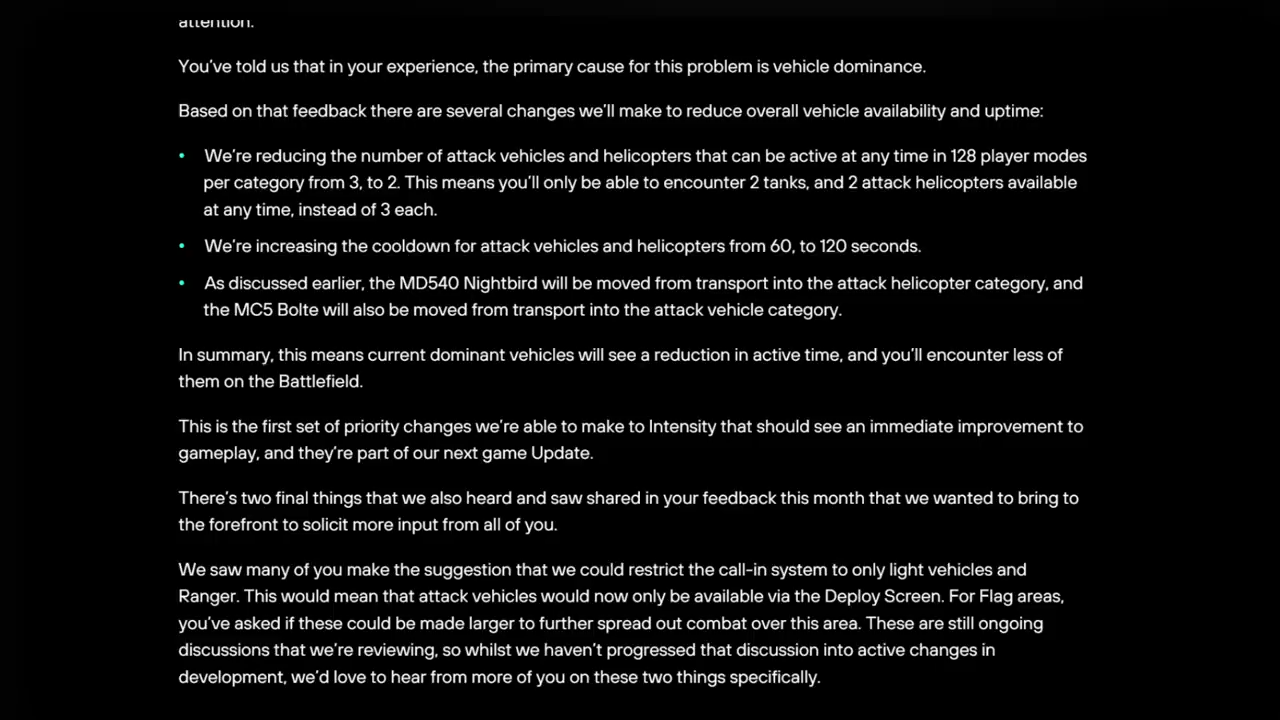 attention.
You've told us that in your experience, the primary cause for this problem is vehicle dominance.
Based on that feedback there are several changes we'll make to reduce overall vehicle availability and uptime:
• We're reducing the number of attack vehicles and helicopters that can be active at any time in 128 player modes
per category from 3, to 2. This means you'll only be able to encounter 2 tanks, and 2 attack helicopters available
at any time, instead of 3 each.
• We're increasing the cooldown for attack vehicles and helicopters from 60, to 120 seconds.
• As discussed earlier, the MD540 Nightbird will be moved from transport into the attack helicopter category, and
the MC5 Bolte will also be moved from transport into the attack vehicle category.
In summary, this means current dominant vehicles will see a reduction in active time, and you'll encounter less of
them on the Battlefield.
This is the first set of priority changes we're able to make to Intensity that should see an immediate improvement to
gameplay, and they're part of our next game Update.
There's two final things that we also heard and saw shared in your feedback this month that we wanted to bring to
the forefront to solicit more input from all of you.
We saw many of you make the suggestion that we could restrict the call-in system to only light vehicles and
Ranger. This would mean that attack vehicles would now only be available via the Deploy Screen. For Flag areas,
you've asked if these could be made larger to further spread out combat over this area. These are still ongoing
discussions that we're reviewing, so whilst we haven't progressed that discussion into active changes in
development, we'd love to hear from more of you on these two things specifically.